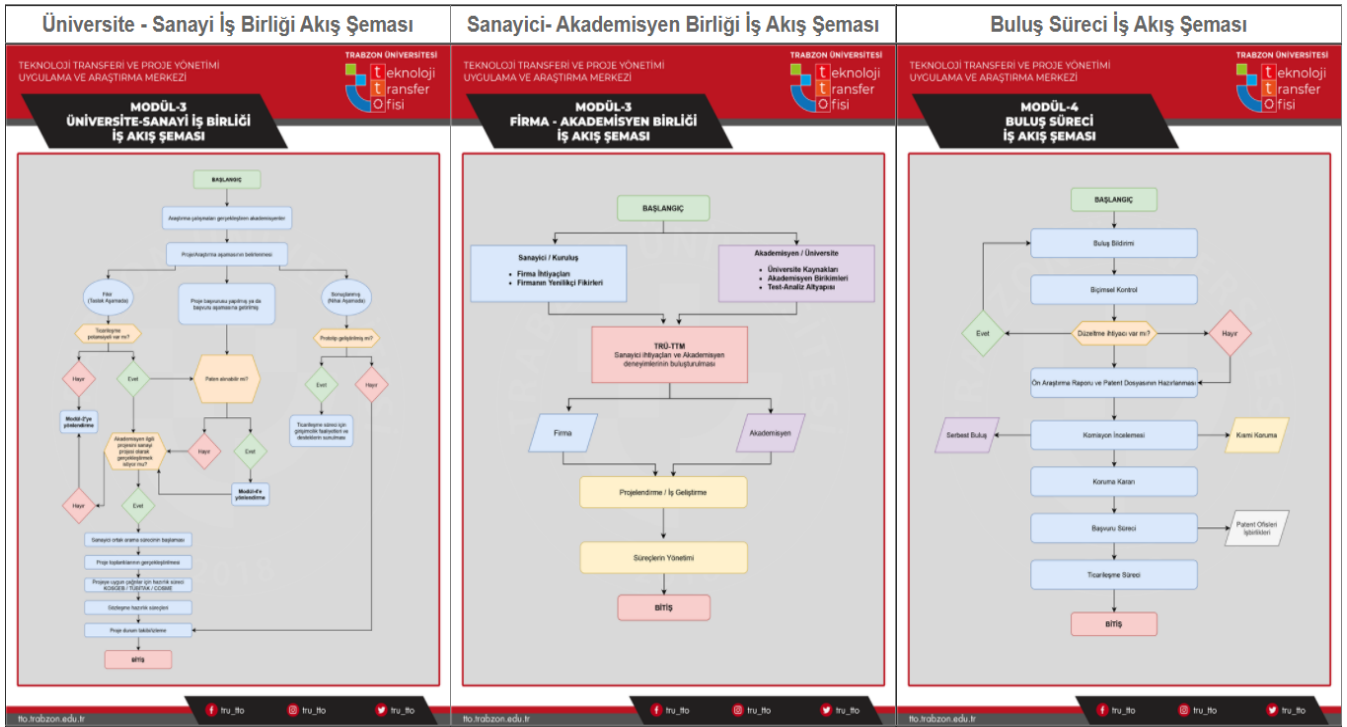 Üniversite - Sanayi İş Birliği Akış Şeması
TEKNOLOJİ TRANSFERİ VE PROJE YÖNETİMİ
UYGULAMA VE ARAŞTIRMA MERKEZİ
TRABZON ÜNİVERSİTESİ
teknoloji
transfer
ofisi
MODÜL-3
ÜNİVERSİTE-SANAYİ İŞ BİRLİĞİ
İŞ AKIŞ ŞEMASI
BAŞLANGIÇ
Araştırma çalışmaları gerçekleştiren akademisyenler
Projenin/araştırma aşamasının belirlenmesi
Fikir
(Taslak Aşamada)
Proje başvurusu yapılmış ya da
başvuru aşamasına getirilmiş
Sonuçlanmış
(Nihai Aşamada)
Ticarileşme
potansiyeli var mı?
Prototip geliştirilmiş mi?
Hayır
Evet
Patent alınabilir mi?
Evet
Hayır
Modül-2'ye
yönlendirme
Ticarileşme süreci için
girişimcilik faaliyetleri ve
desteklerin sunulması
Akademisyen ilgili
projesini sanayi
projesi olarak
gerçekleştirmek
istiyor mu?
Hayır
Evet
Modül-4'e
yönlendirme
Hayır
Evet
Sanayici ortak arama sürecinin başlaması
Proje toplantılarının gerçekleştirilmesi
Projeye uygun çağrılar için hazırlık süreci
KOSGEB / TÜBİTAK / COSME
Sözleşme hazırlık süreçleri
Proje durum takibi/izleme
BİTİŞ
tto.trabzon.edu.tr
tru_tto
tru_tto
tru_tto
Sanayici- Akademisyen Birliği İş Akış Şeması
TEKNOLOJİ TRANSFERİ VE PROJE YÖNETİMİ
UYGULAMA VE ARAŞTIRMA MERKEZİ
TRABZON ÜNİVERSİTESİ
teknoloji
transfer
ofisi
MODÜL-3
FİRMA - AKADEMİSYEN BİRLİĞİ
İŞ AKIŞ ŞEMASI
BAŞLANGIÇ
Sanayici / Kuruluş
• Firma İhtiyaçları
• Firmanın Yenilikçi Fikirleri
Akademisyen / Üniversite
• Üniversite Kaynakları
• Akademisyen Birikimleri
• Test-Analiz Altyapısı
TRÜ-TTM
Sanayici ihtiyaçları ve Akademisyen
deneyimlerinin buluşturulması
Firma
Akademisyen
Projelendirme / İş Geliştirme
Süreçlerin Yönetimi
BİTİŞ
tto.trabzon.edu.tr
tru_tto
tru_tto
tru_tto
Buluş Süreci İş Akış Şeması
TEKNOLOJİ TRANSFERİ VE PROJE YÖNETİMİ
UYGULAMA VE ARAŞTIRMA MERKEZİ
TRABZON ÜNİVERSİTESİ
teknoloji
transfer
ofisi
MODÜL-4
BULUŞ SÜRECİ
İŞ AKIŞ ŞEMASI
BAŞLANGIÇ
Buluş Bildirimi
Biçimsel Kontrol
Evet
Düzeltme ihtiyacı var mı?
Hayır
Ön Araştırma Raporu ve Patent Dosyasının Hazırlanması
Serbest Buluş
Komisyon İncelemesi
Kısmi Koruma
Koruma Kararı
Başvuru Süreci
Patent Ofisleri
İşbirlikleri
Ticarileşme Süreci
BİTİŞ
tto.trabzon.edu.tr
tru_tto
tru_tto
tru_tto